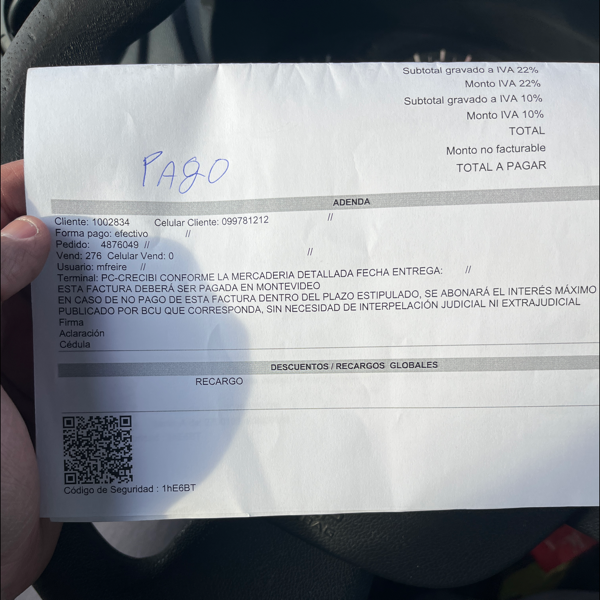 Subtotal gravado a IVA 22%
Monto IVA 22%
Subtotal gravado a IVA 10%
Monto IVA 10%
TOTAL
Monto no facturable
TOTAL A PAGAR
PAgO
ADENDA
Cliente: 1002834 Celular Cliente: 099781212 //
Forma pago: efectivo //
Pedido: 4876049 //
Vend: 276 Celular Vend: 0 //
Usuario: mfreire //
Terminal: PC-CRECIBI CONFORME LA MERCADERIA DETALLADA FECHA ENTREGA: //
ESTA FACTURA DEBERÁ SER PAGADA EN MONTEVIDEO
EN CASO DE NO PAGO DE ESTA FACTURA DENTRO DEL PLAZO ESTIPULADO, SE ABONARÁ EL INTERÉS MÁXIMO
PUBLICADO POR BCU QUE CORRESPONDA, SIN NECESIDAD DE INTERPELACIÓN JUDICIAL NI EXTRAJUDICIAL
Firma
Aclaración
Cédula
DESCUENTOS / RECARGOS GLOBALES
RECARGO
Código de Seguridad : 1hE6BT